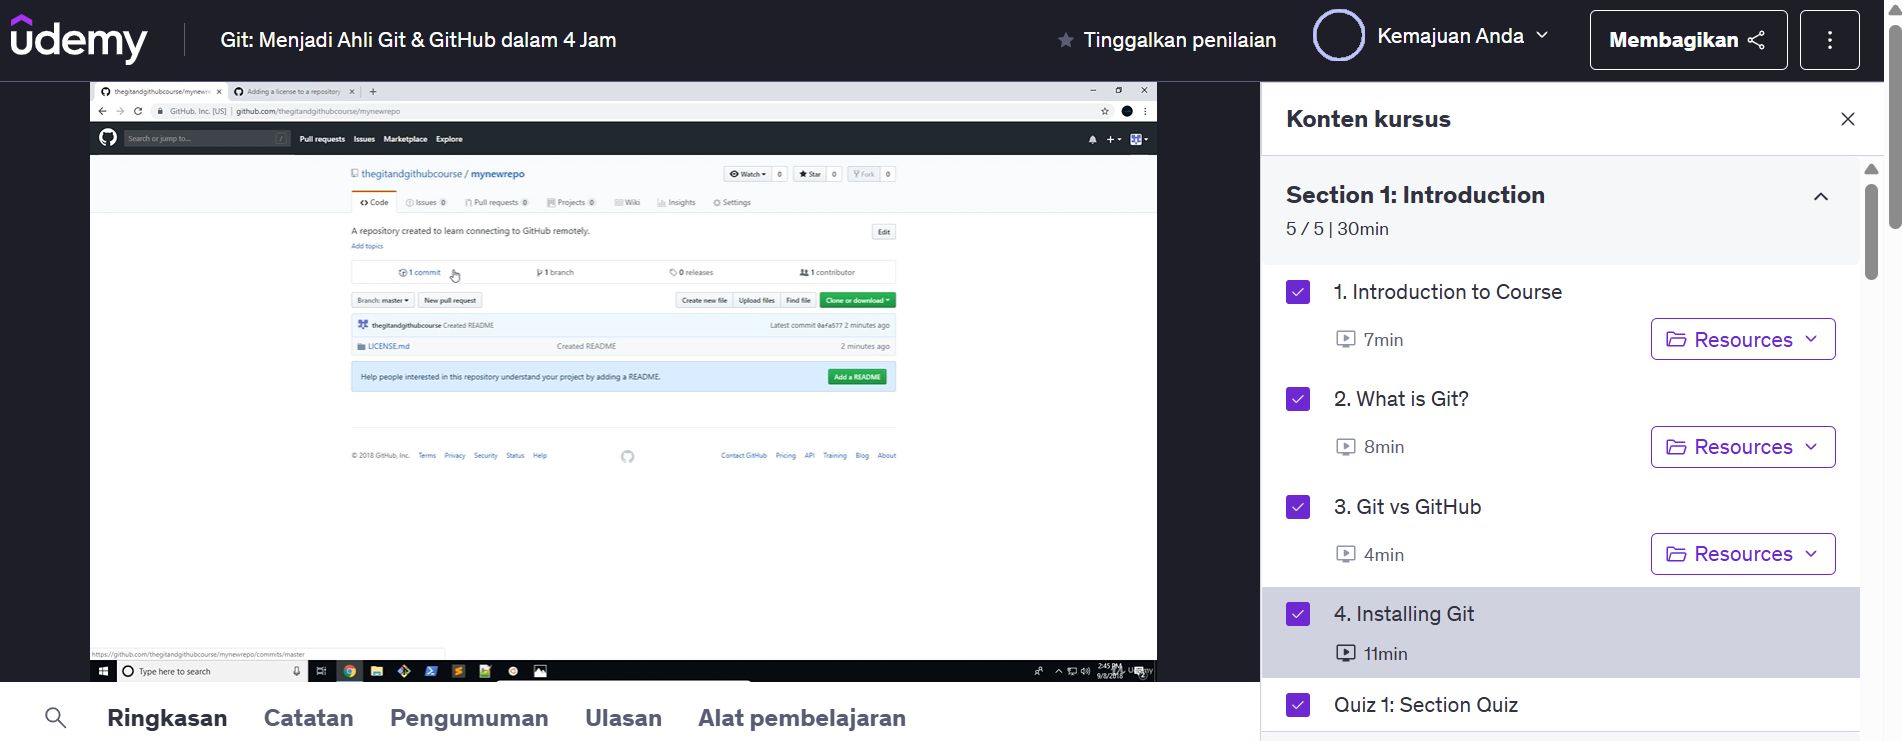 udemy
Git: Menjadi Ahli Git & GitHub dalam 4 Jam
Tinggalkan penilaian
Kemajuan Anda
Membagikan
thegitandgithubcourse/mynewre
Adding a license to a repository
GitHub, Inc. [US] | github.com/thegitandgithubcourse/mynewrepo
Search or jump to...
Pull requests Issues Marketplace Explore
thegitandgithubcourse / mynewrepo
Watch 0 Star 0 Fork 0
Code Issues 0 Pull requests 0 Projects 0 Wiki Insights Settings
A repository created to learn connecting to GitHub remotely.
Edit
Add topics
1 commit 1 branch 0 releases 1 contributor
Branch: master New pull request Create new file Upload files Find file Clone or download
thegitandgithubcourse Created README Latest commit 0afa577 2 minutes ago
LICENSE.md Created README 2 minutes ago
Help people interested in this repository understand your project by adding a README. Add a README
© 2018 GitHub, Inc. Terms Privacy Security Status Help Contact GitHub Pricing API Training Blog About
https://github.com/thegitandgithubcourse/mynewrepo/commits/master
Type here to search
2:45 PM
9/8/2018
Ringkasan Catatan Pengumuman Ulasan Alat pembelajaran
Konten kursus
Section 1: Introduction
5 / 5 | 30min
1. Introduction to Course
7min
Resources
2. What is Git?
8min
Resources
3. Git vs GitHub
4min
Resources
4. Installing Git
11min
Quiz 1: Section Quiz